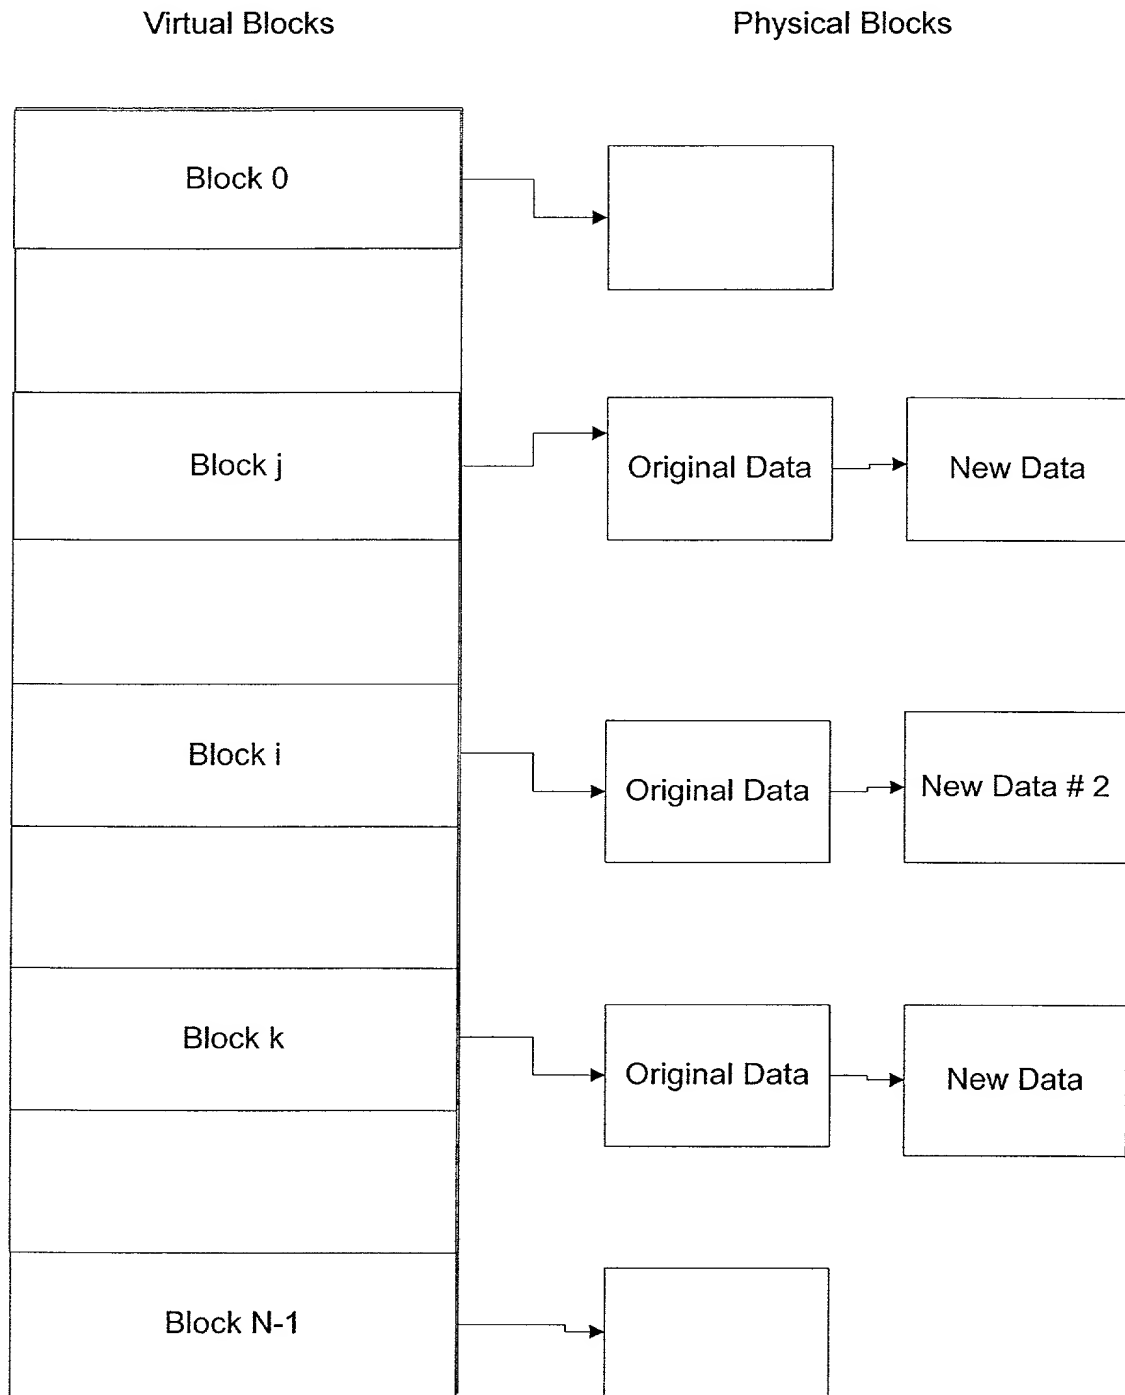 Virtual Blocks
Physical Blocks
Block 0
Block j
Original Data
New Data
Block i
Original Data
New Data # 2
Block k
Original Data
New Data
Block N-1